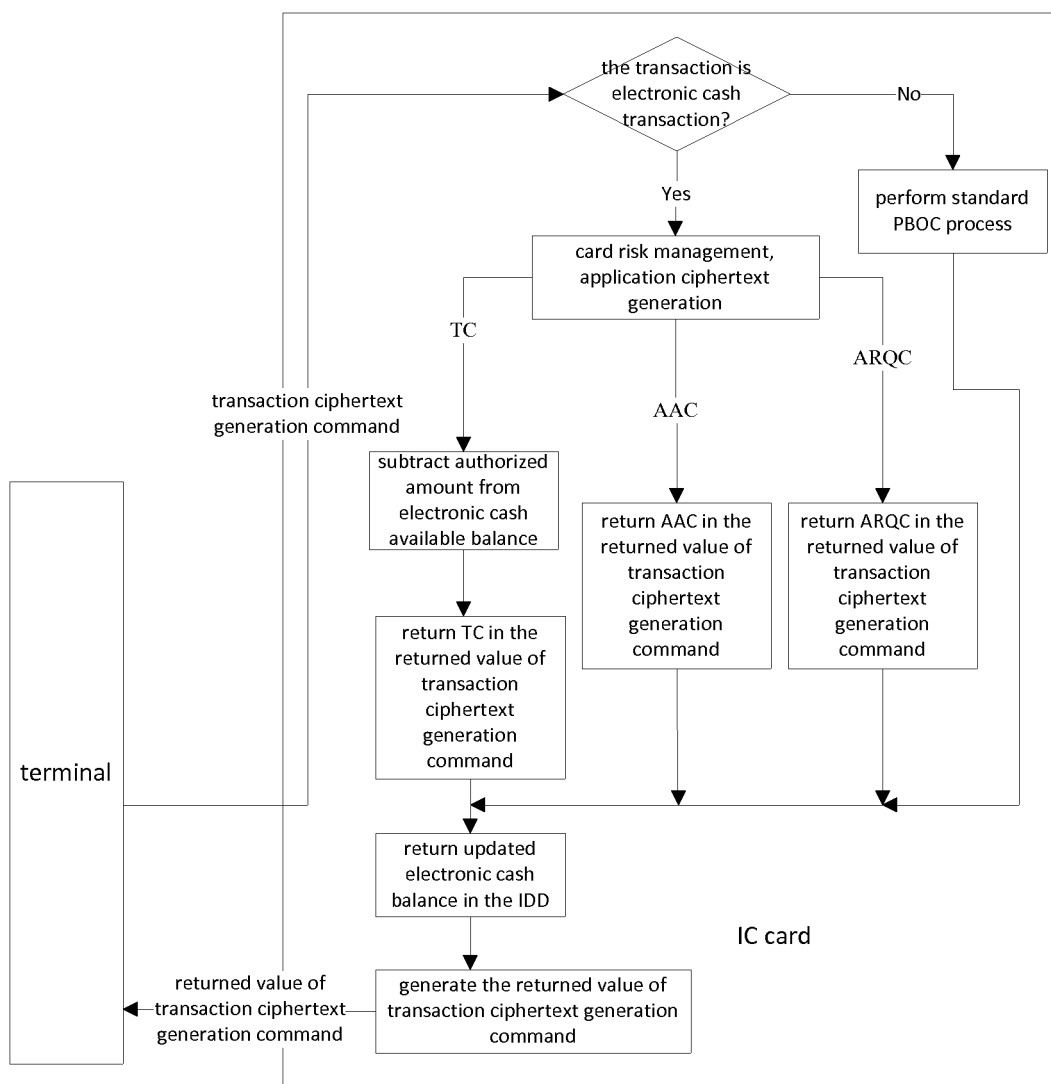 the transaction is
electronic cash
transaction?
No
Yes
perform standard
PBOC process
card risk management,
application ciphertext
generation
TC
ARQC
AAC
transaction ciphertext
generation command
subtract authorized
amount from
electronic cash
available balance
return AAC in the
returned value of
transaction
ciphertext
generation
command
return ARQC in the
returned value of
transaction
ciphertext
generation
command
return TC in the
returned value of
transaction
ciphertext
generation
command
terminal
return updated
electronic cash
balance in the IDD
IC card
returned value of
transaction ciphertext
generation command
generate the returned value of
transaction ciphertext generation
command